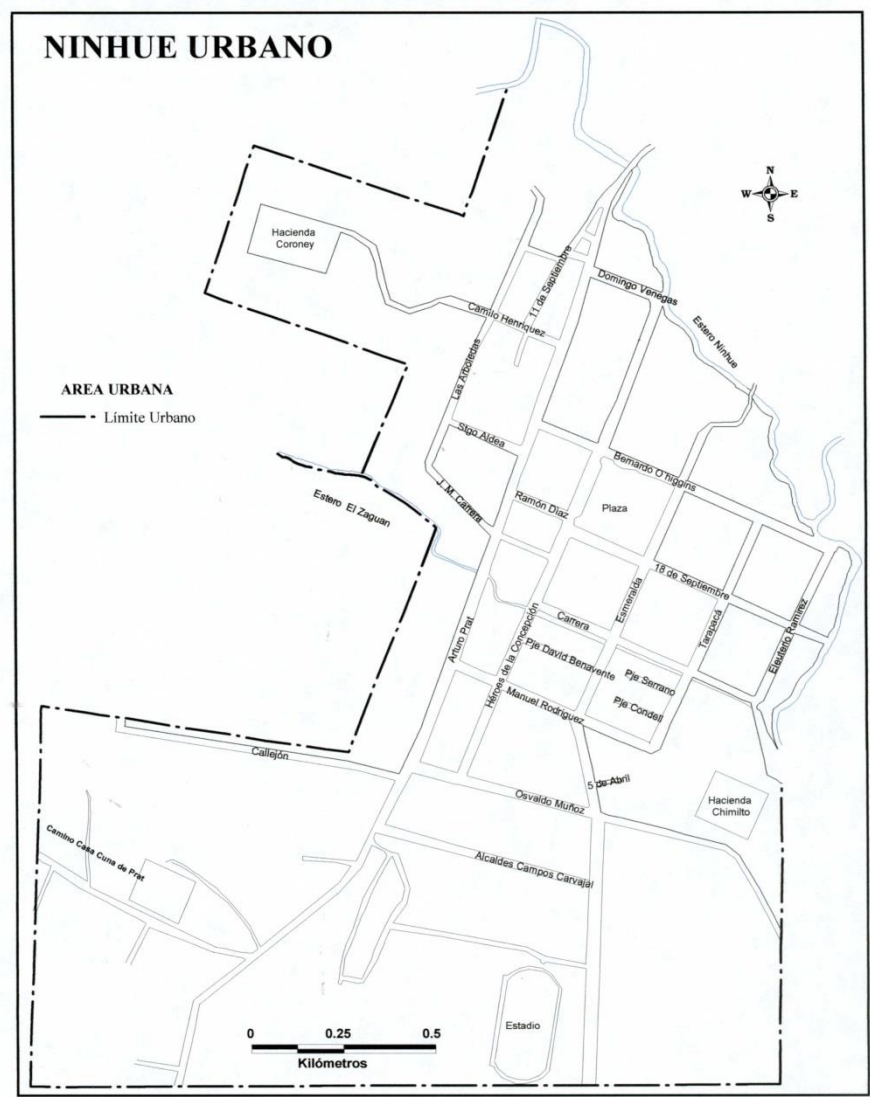 NINHUE URBANO
N
W E
S
Hacienda
Coroney
11 de Septiembre
Domingo Venegas
Camilo Henriquez
Estero Ninhue
Las Arboledas
AREA URBANA
Límite Urbano
Stgo Aldea
Bernardo O'higgins
J. M. Carrera
Ramón Diaz
Plaza
Estero El Zaguan
18 de Septiembre
Esmeralda
Carrera
Tarapacá
Eleuterio Ramirez
Arturo Prat
Héroes de la Concepción
Pje David Benavente
Pje Serrano
Manuel Rodriguez
Pje Condell
Callejón
5 de Abril
Osvaldo Muñoz
Hacienda
Chimilto
Camino Casa Cuna de Prat
Alcaldes Campos Carvajal
Estadio
0 0.25 0.5
Kilómetros